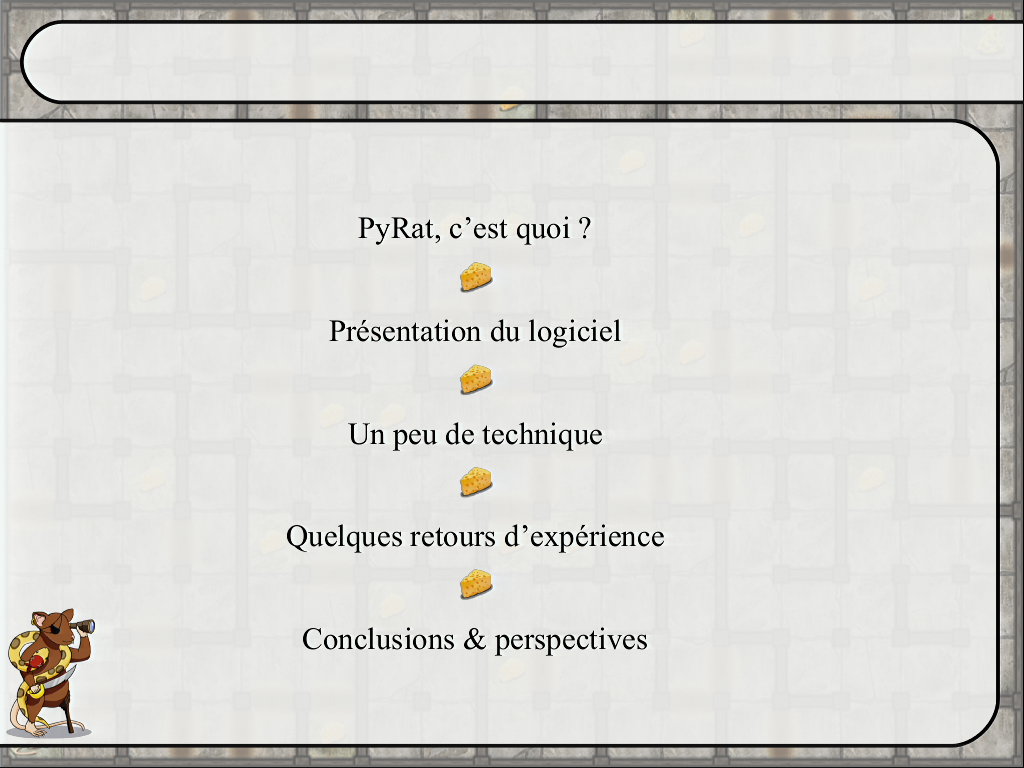 PyRat, c’est quoi ?
Présentation du logiciel
Un peu de technique
Quelques retours d’expérience
Conclusions & perspectives